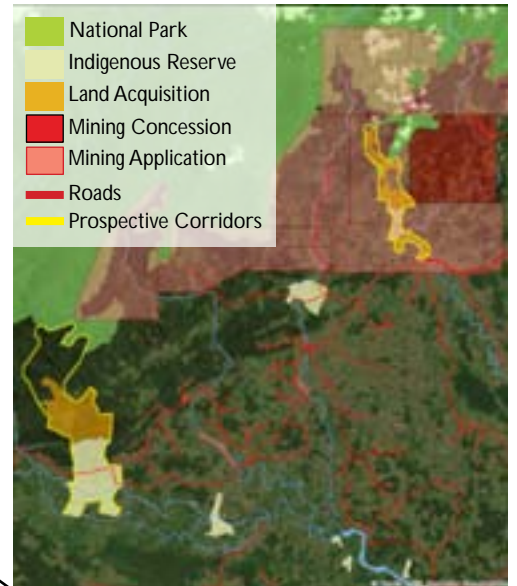 National Park
Indigenous Reserve
Land Acquisition
Mining Concession
Mining Application
Roads
Prospective Corridors